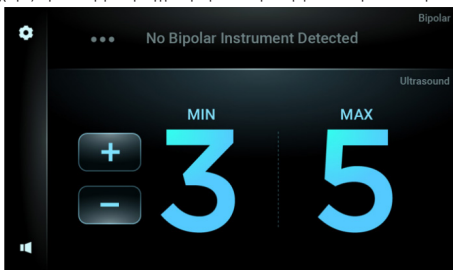 Bipolar
No Bipolar Instrument Detected
Ultrasound
MIN
MAX
+
3
5
−